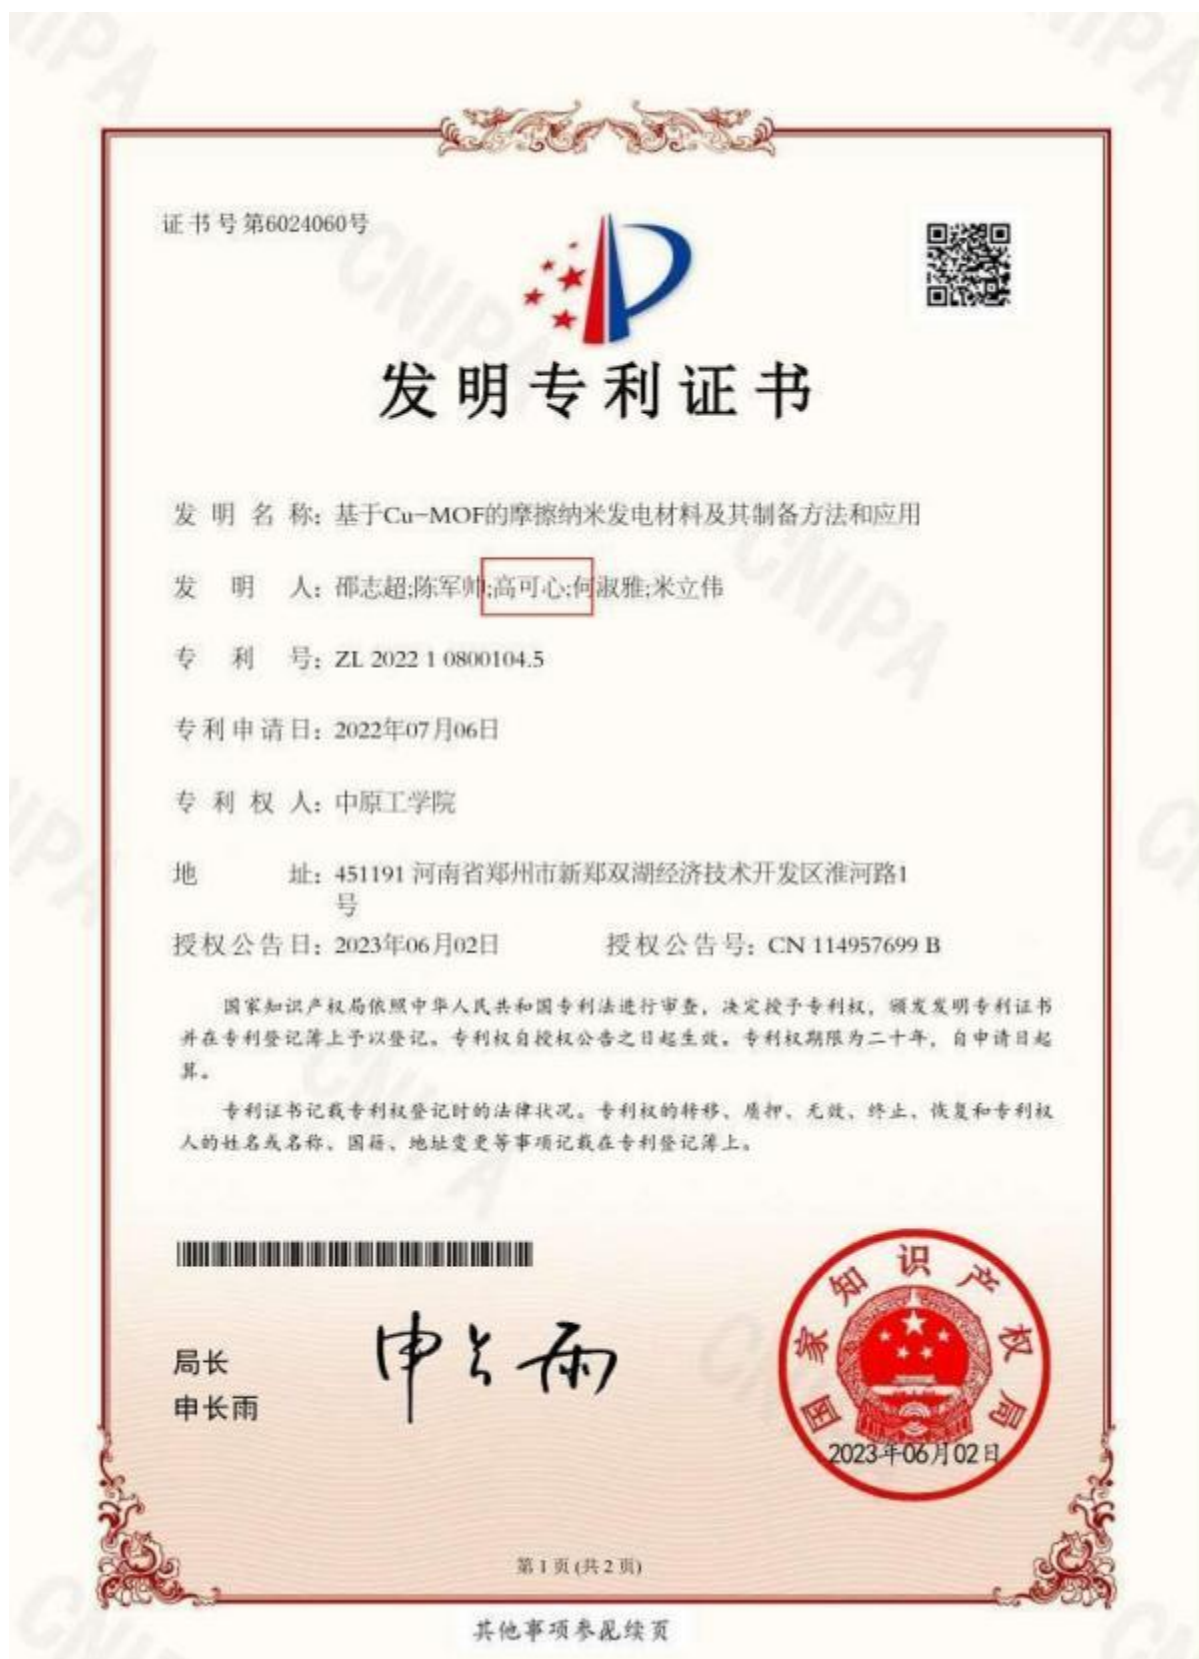 证书号第6024060号
发明专利证书
发明名称：基于Cu-MOF的摩擦纳米发电材料及其制备方法和应用
发明人：邵志超;陈军帅;高可心;何淑雅;米立伟
专利号：ZL 2022 1 0800104.5
专利申请日：2022年07月06日
专利权人：中原工学院
地址：451191 河南省郑州市新郑双湖经济技术开发区淮河路1
号
授权公告日：2023年06月02日 授权公告号：CN 114957699 B
国家知识产权局依照中华人民共和国专利法进行审查，决定授予专利权，颁发发明专利证书
并在专利登记簿上予以登记。专利权自授权公告之日起生效。专利权期限为二十年，自申请日起
算。
专利证书记载专利权登记时的法律状况。专利权的转移、质押、无效、终止、恢复和专利权
人的姓名或名称、国籍、地址变更等事项记载在专利登记簿上。
局长
申长雨
申长雨
国家知识产权局
2023年06月02日
第 1 页 (共 2 页)
其他事项参见续页
CNIPA